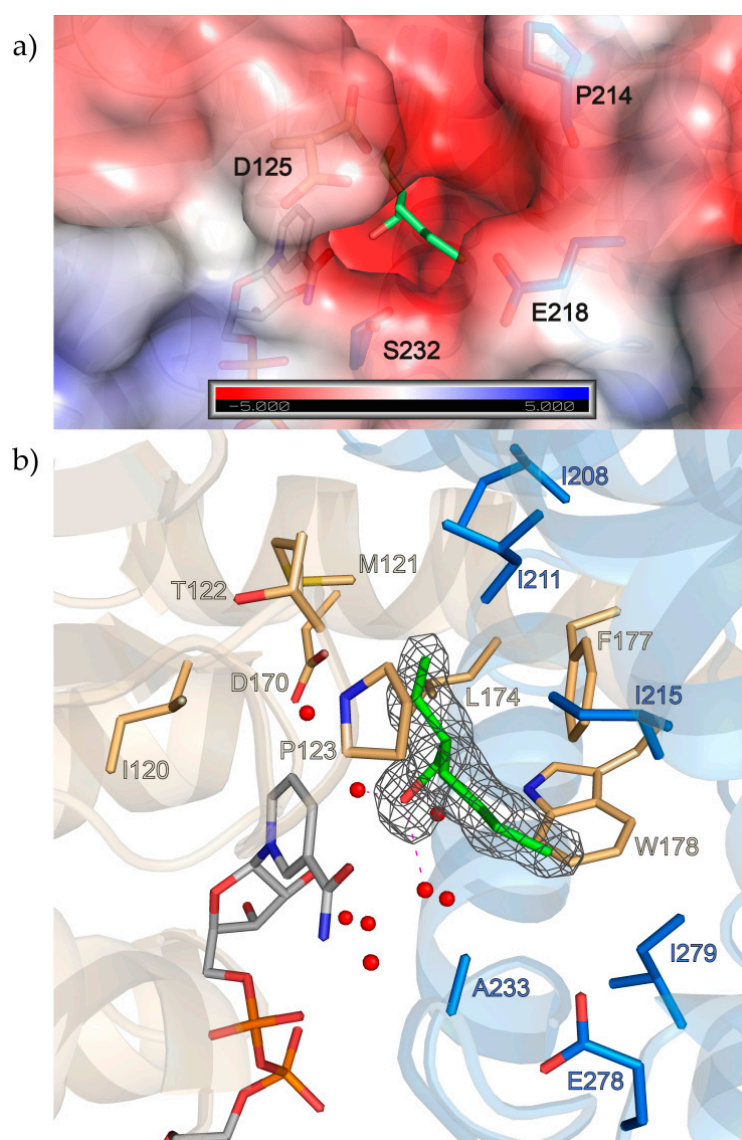 a)
P214
D125
E218
S232
-5.000 5.000
b)
I208
I211
M121
T122
F177
D170
L174
I215
P123
I120
W178
I279
A233
E278